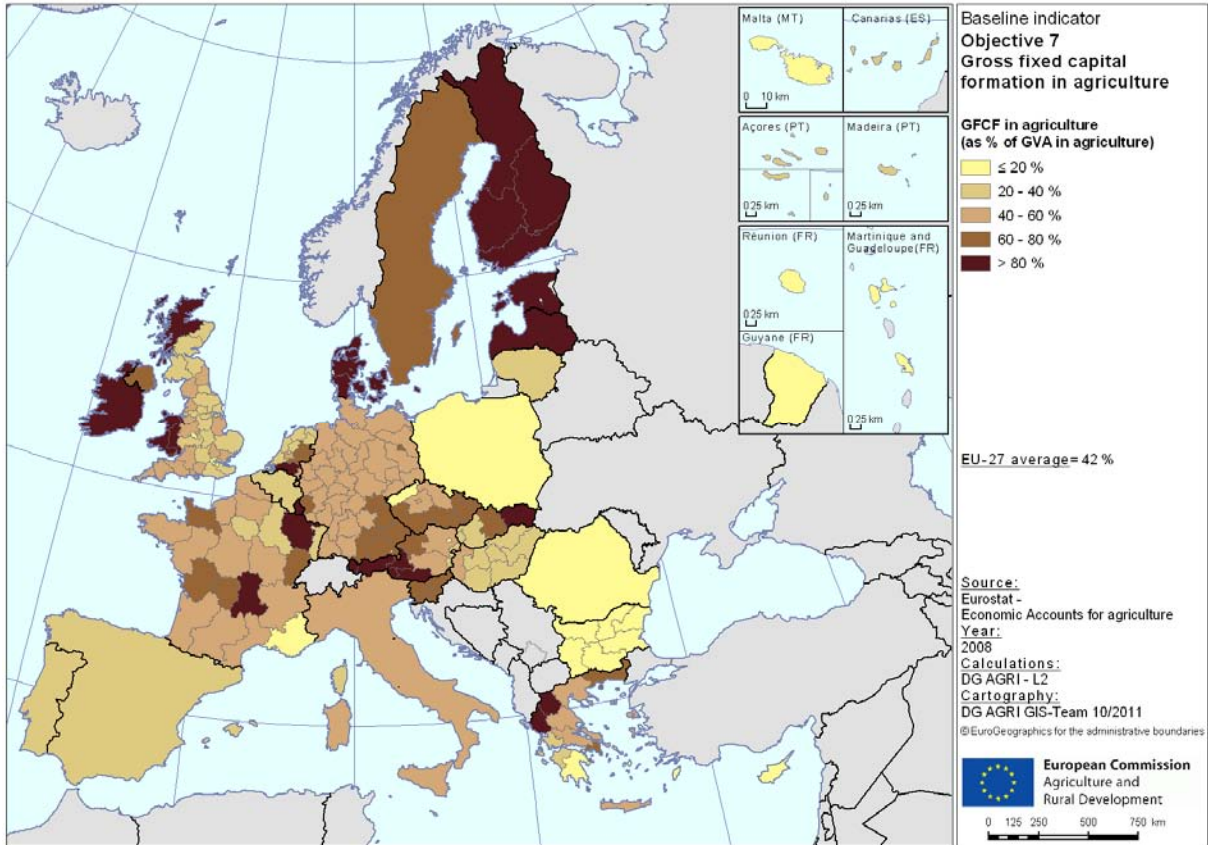 Baseline indicator
Objective 7
Gross fixed capital
formation in agriculture
GFCF in agriculture
(as % of GVA in agriculture)
≤ 20 %
20 - 40 %
40 - 60 %
60 - 80 %
> 80 %
EU-27 average= 42 %
Source:
Eurostat -
Economic Accounts for agriculture
Year:
2008
Calculations:
DG AGRI - L2
Cartography:
DG AGRI GIS-Team 10/2011
© EuroGeographics for the administrative boundaries
European Commission
Agriculture and
Rural Development
0 125 250 500 750 km
Malta (MT)
0 10 km
Canarias (ES)
Açores (PT)
0 25 km
Madeira (PT)
0 25 km
Réunion (FR)
0 25 km
Martinique and
Guadeloupe(FR)
0 25 km
Guyane (FR)